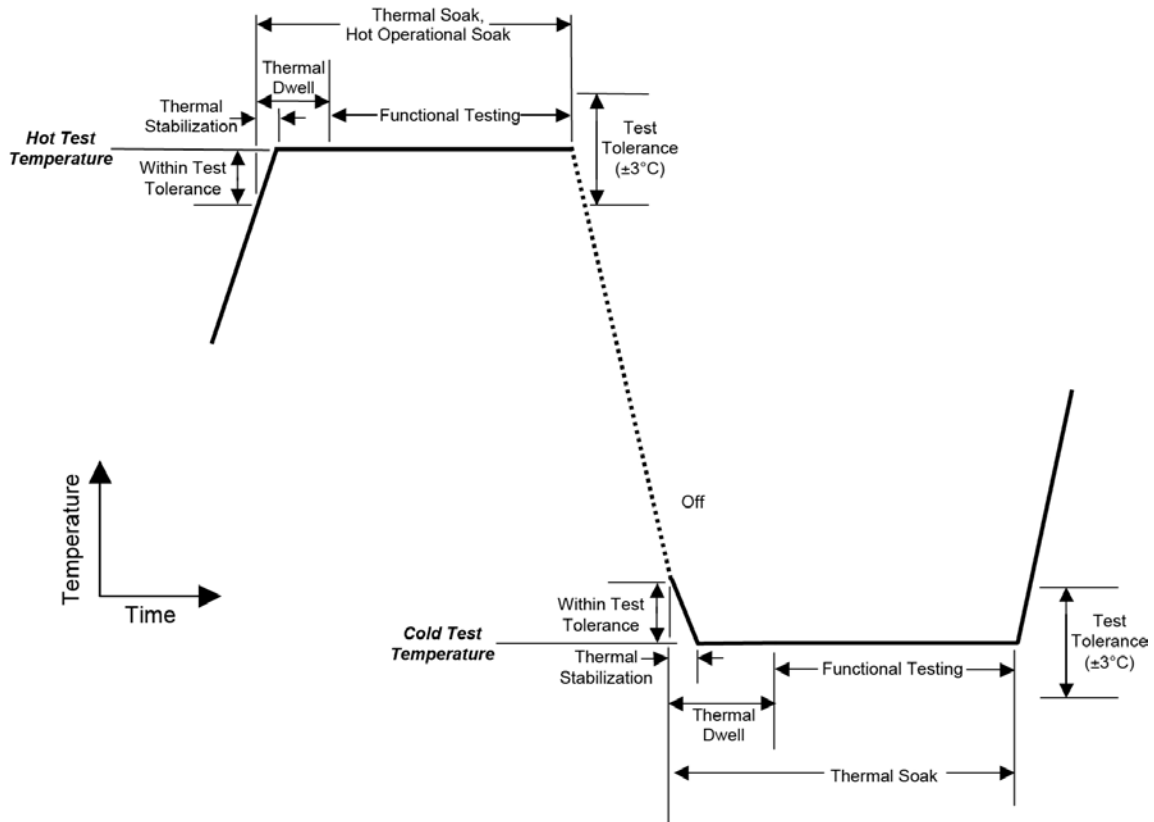 Thermal Soak,
Hot Operational Soak
Thermal
Dwell
Thermal
Stabilization
Functional Testing
Hot Test
Temperature
Within Test
Tolerance
Test
Tolerance
(±3°C)
Off
Temperature
Time
Within Test
Tolerance
Cold Test
Temperature
Thermal
Stabilization
Functional Testing
Test
Tolerance
(±3°C)
Thermal
Dwell
Thermal Soak